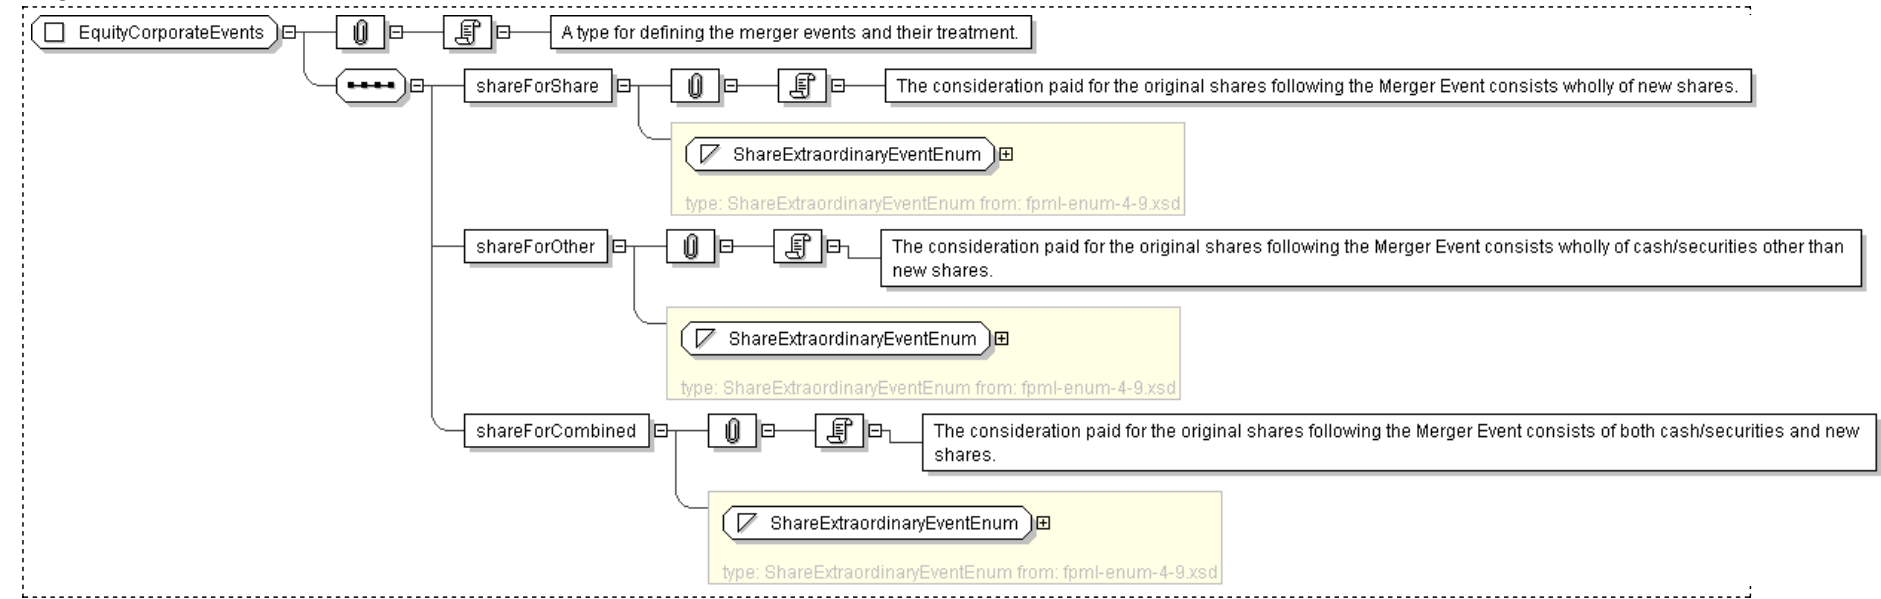 EquityCorporateEvents
A type for defining the merger events and their treatment.
shareForShare
The consideration paid for the original shares following the Merger Event consists wholly of new shares.
ShareExtraordinaryEventEnum
type: ShareExtraordinaryEventEnum from: fpml-enum-4-9.xsd
shareForOther
The consideration paid for the original shares following the Merger Event consists wholly of cash/securities other than
new shares.
ShareExtraordinaryEventEnum
type: ShareExtraordinaryEventEnum from: fpml-enum-4-9.xsd
shareForCombined
The consideration paid for the original shares following the Merger Event consists of both cash/securities and new
shares.
ShareExtraordinaryEventEnum
type: ShareExtraordinaryEventEnum from: fpml-enum-4-9.xsd